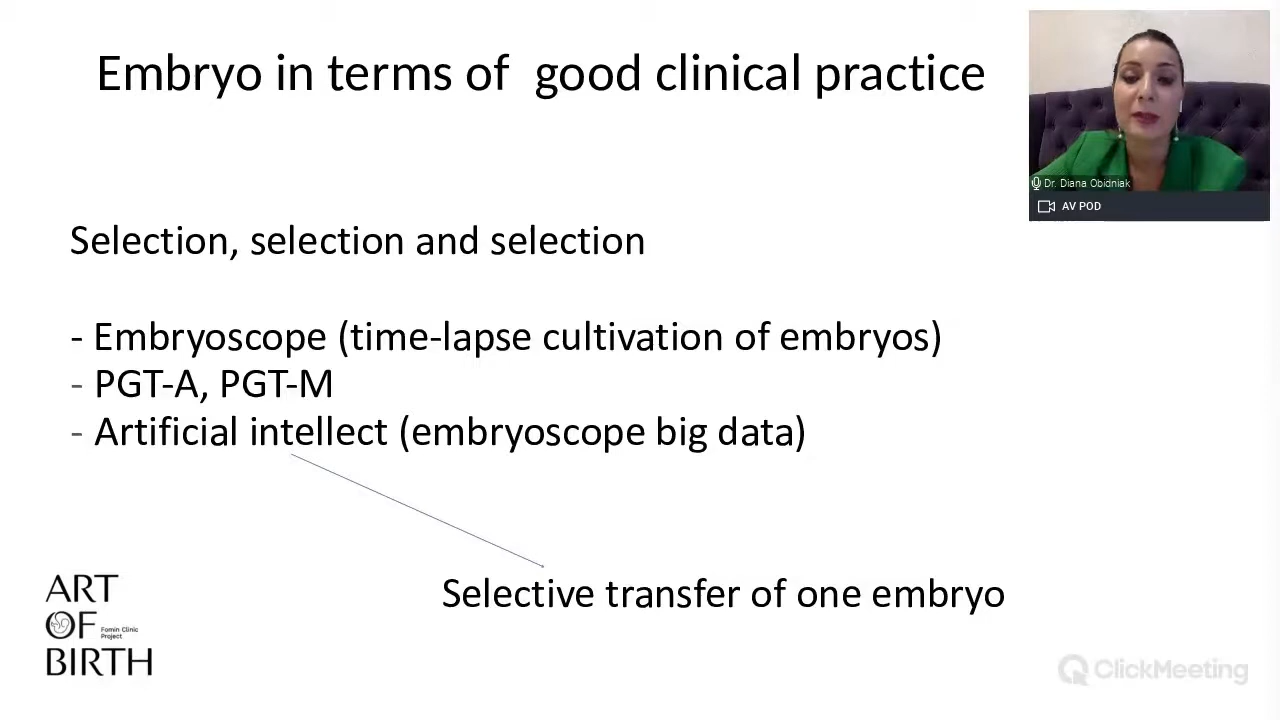 Embryo in terms of good clinical practice
Dr. Diana Obidniak
AV POD
Selection, selection and selection
- Embryoscope (time-lapse cultivation of embryos)
- PGT-A, PGT-M
- Artificial intellect (embryoscope big data)
Selective transfer of one embryo
ART
OF
Fomin Clinic
Project
BIRTH
ClickMeeting